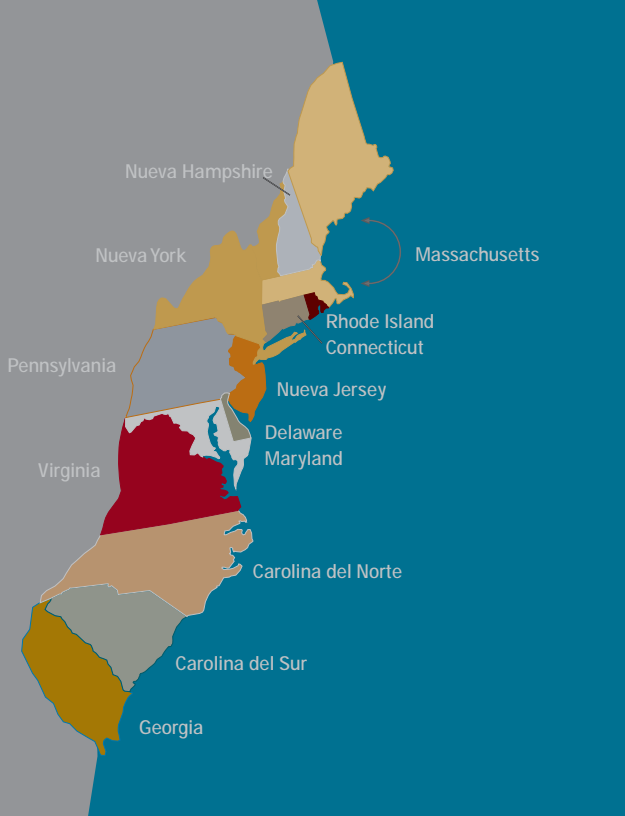 Nueva Hampshire
Nueva York
Massachusetts
Rhode Island
Connecticut
Pennsylvania
Nueva Jersey
Delaware
Maryland
Virginia
Carolina del Norte
Carolina del Sur
Georgia